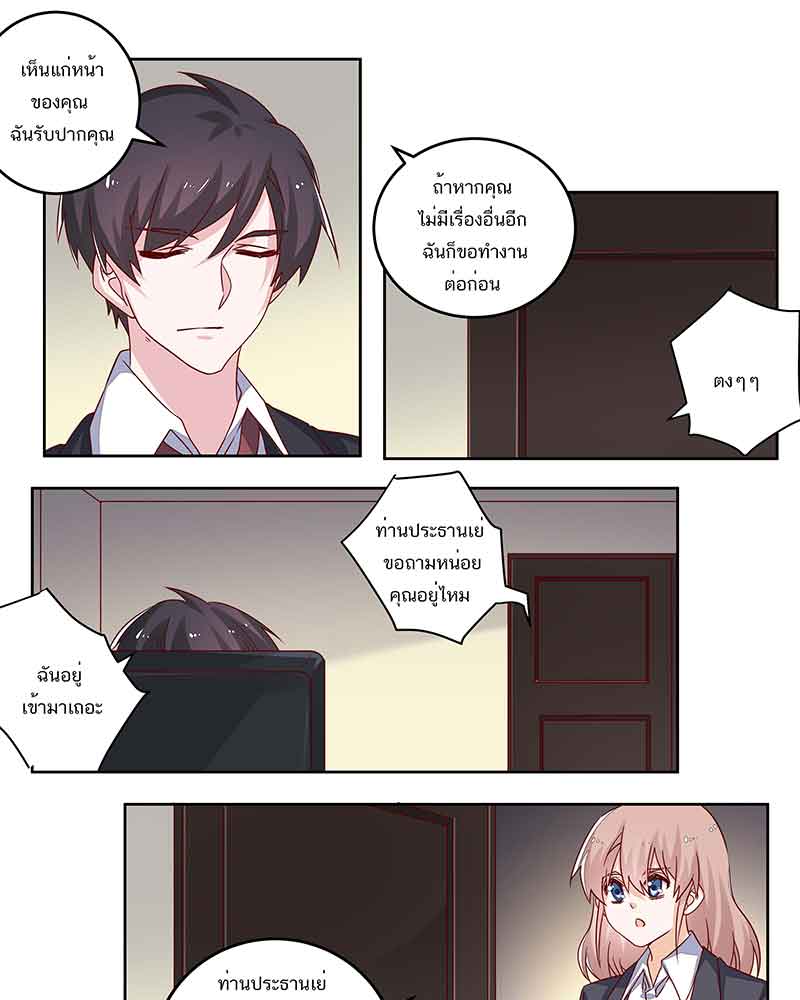 เห็นแก่หน้า
ของคุณ
ฉันรับปากคุณ
ถ้าหากคุณ
ไม่มีเรื่องอื่นอีก
ฉันก็ขอทำงาน
ต่อก่อน
ตงๆๆ
ท่านประธานเย่
ขอถามหน่อย
คุณอยู่ไหม
ฉันอยู่
เข้ามาเถอะ
ท่านประธานเย่